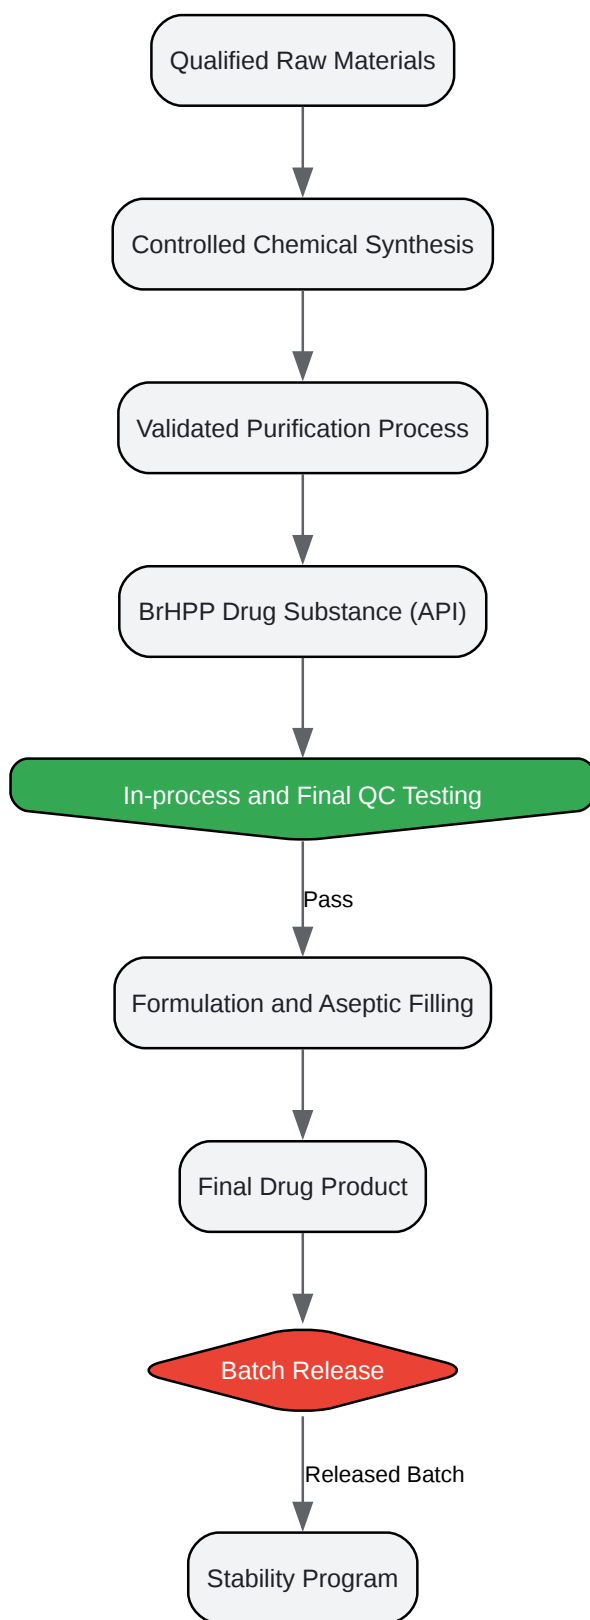 Qualified Raw Materials
Controlled Chemical Synthesis
Validated Purification Process
BrHPP Drug Substance (API)
In-process and Final QC Testing
Pass
Formulation and Aseptic Filling
Final Drug Product
Batch Release
Released Batch
Stability Program